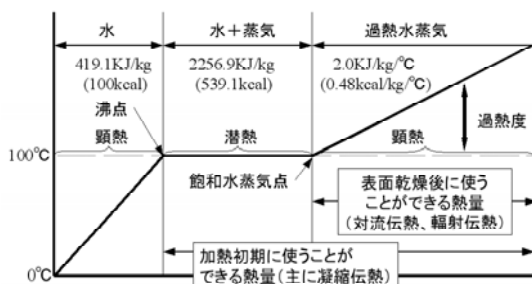 水
水＋蒸気
過熱水蒸気
419.1KJ/kg
(100kcal)
2256.9KJ/kg
(539.1kcal)
2.0KJ/kg/℃
(0.48kcal/kg/℃)
沸点
過熱度
顕熱
潜熱
顕熱
100℃
飽和水蒸気点
表面乾燥後に使う
ことができる熱量
(対流伝熱、輻射伝熱)
加熱初期に使うことが
できる熱量(主に凝縮伝熱)
0℃